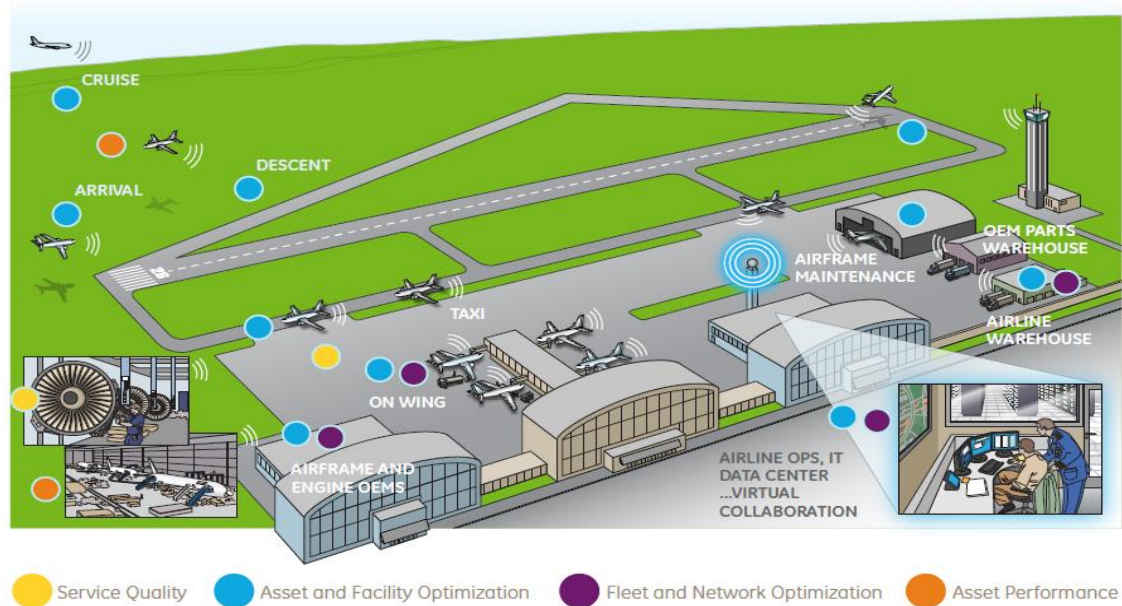 CRUISE
DESCENT
ARRIVAL
OEM PARTS
WAREHOUSE
AIRFRAME
MAINTENANCE
TAXI
AIRLINE
WAREHOUSE
ON WING
AIRFRAME AND
ENGINE OEMS
AIRLINE OPS, IT
DATA CENTER
...VIRTUAL
COLLABORATION
Service Quality
Asset and Facility Optimization
Fleet and Network Optimization
Asset Performance